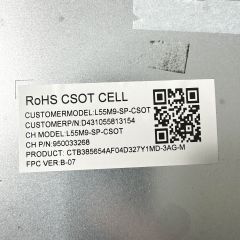 RoHS CSOT CELL
CUSTOMERMODEL:L55M9-SP-CSOT
CUSTOMERP/N:D431055813154
CH MODEL:L55M9-SP-CSOT
CH P/N:950033268
PRODUCT: CTB385654AF04D327Y1MD-3AG-M
FPC VER:B-07